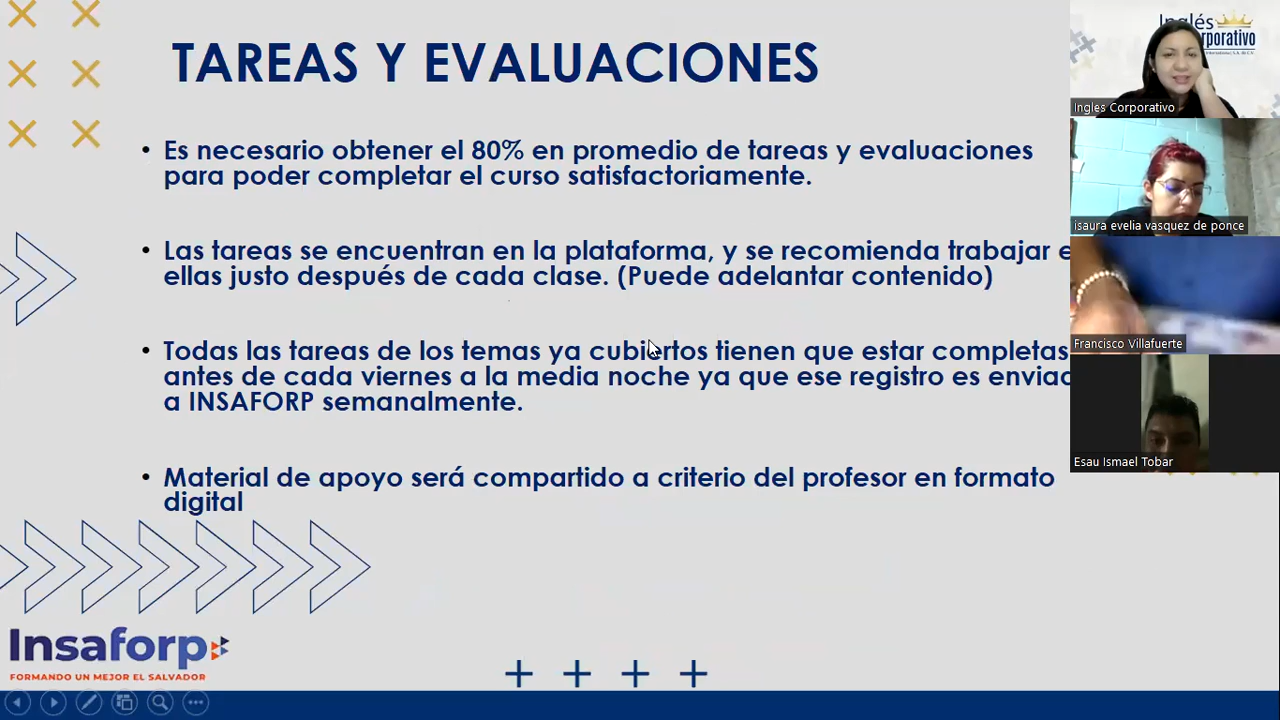 TAREAS Y EVALUACIONES
• Es necesario obtener el 80% en promedio de tareas y evaluaciones
para poder completar el curso satisfactoriamente.
• Las tareas se encuentran en la plataforma, y se recomienda trabajar e
ellas justo después de cada clase. (Puede adelantar contenido)
• Todas las tareas de los temas ya cubiertos tienen que estar completas
antes de cada viernes a la media noche ya que ese registro es enviad
a INSAFORP semanalmente.
• Material de apoyo será compartido a criterio del profesor en formato
digital
Insaforp
FORMANDO UN MEJOR EL SALVADOR
Inglés
Ingles Corporativo
isaura evelia vasquez de ponce
Francisco Villafuerte
Esau Ismael Tobar